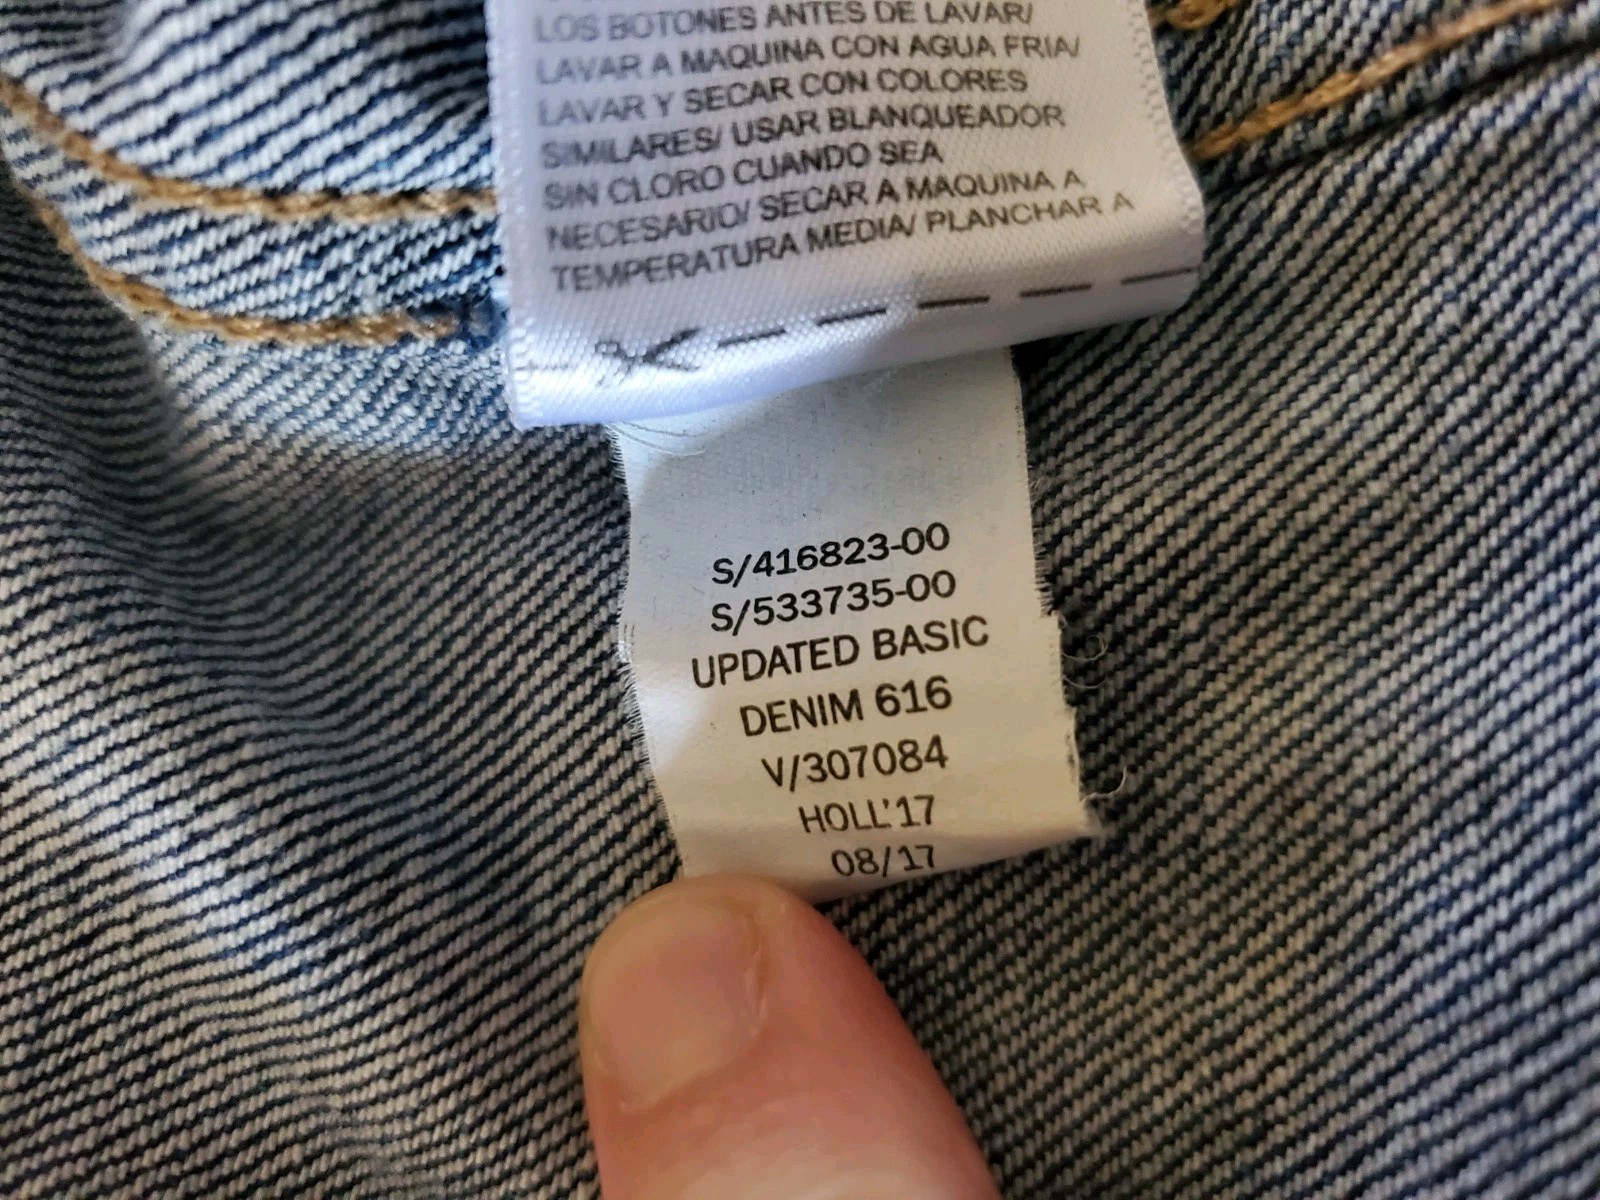 LOS BOTONES ANTES DE LAVAR/
LAVAR A MAQUINA CON AGUA FRIA/
LAVAR Y SECAR CON COLORES
SIMILARES/ USAR BLANQUEADOR
SIN CLORO CUANDO SEA
NECESARIO/ SECAR A MAQUINA A
TEMPERATURA MEDIA/ PLANCHAR A
S/416823-00
S/533735-00
UPDATED BASIC
DENIM 616
V/307084
HOLL'17
08/17